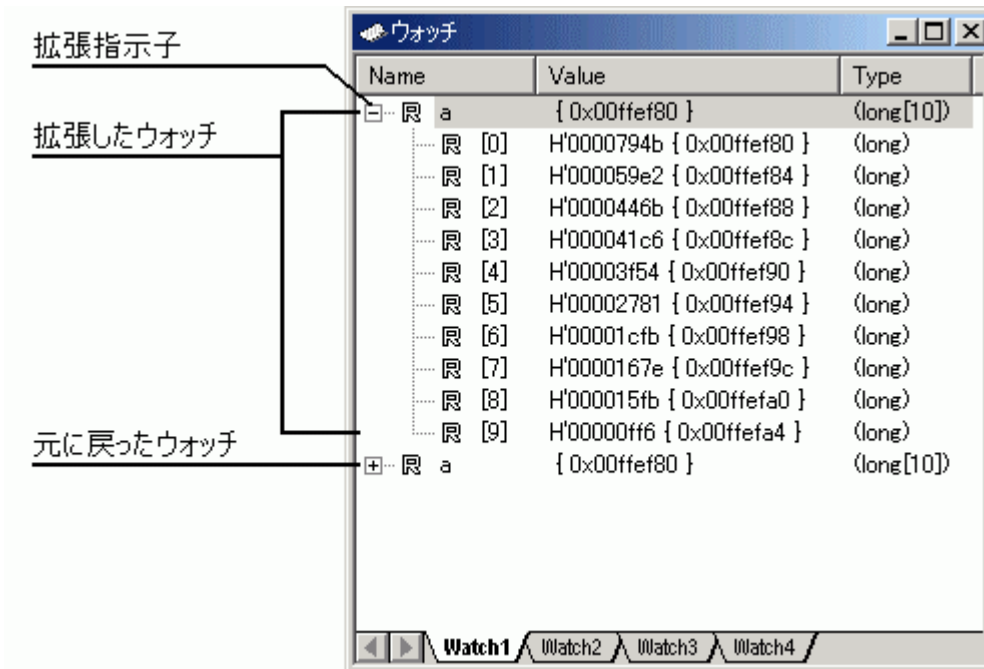 拡張指示子
拡張したウォッチ
元に戻ったウォッチ
ウォッチ
Name Value Type
R a { 0x00ffef80 } (long[10])
R [0] H'0000794b { 0x00ffef80 } (long)
R [1] H'000059e2 { 0x00ffef84 } (long)
R [2] H'0000446b { 0x00ffef88 } (long)
R [3] H'000041c6 { 0x00ffef8c } (long)
R [4] H'00003f54 { 0x00ffef90 } (long)
R [5] H'00002781 { 0x00ffef94 } (long)
R [6] H'00001cfb { 0x00ffef98 } (long)
R [7] H'0000167e { 0x00ffef9c } (long)
R [8] H'000015fb { 0x00ffefa0 } (long)
R [9] H'00000ff6 { 0x00ffefa4 } (long)
R a { 0x00ffef80 } (long[10])
Watch1 Watch2 Watch3 Watch4